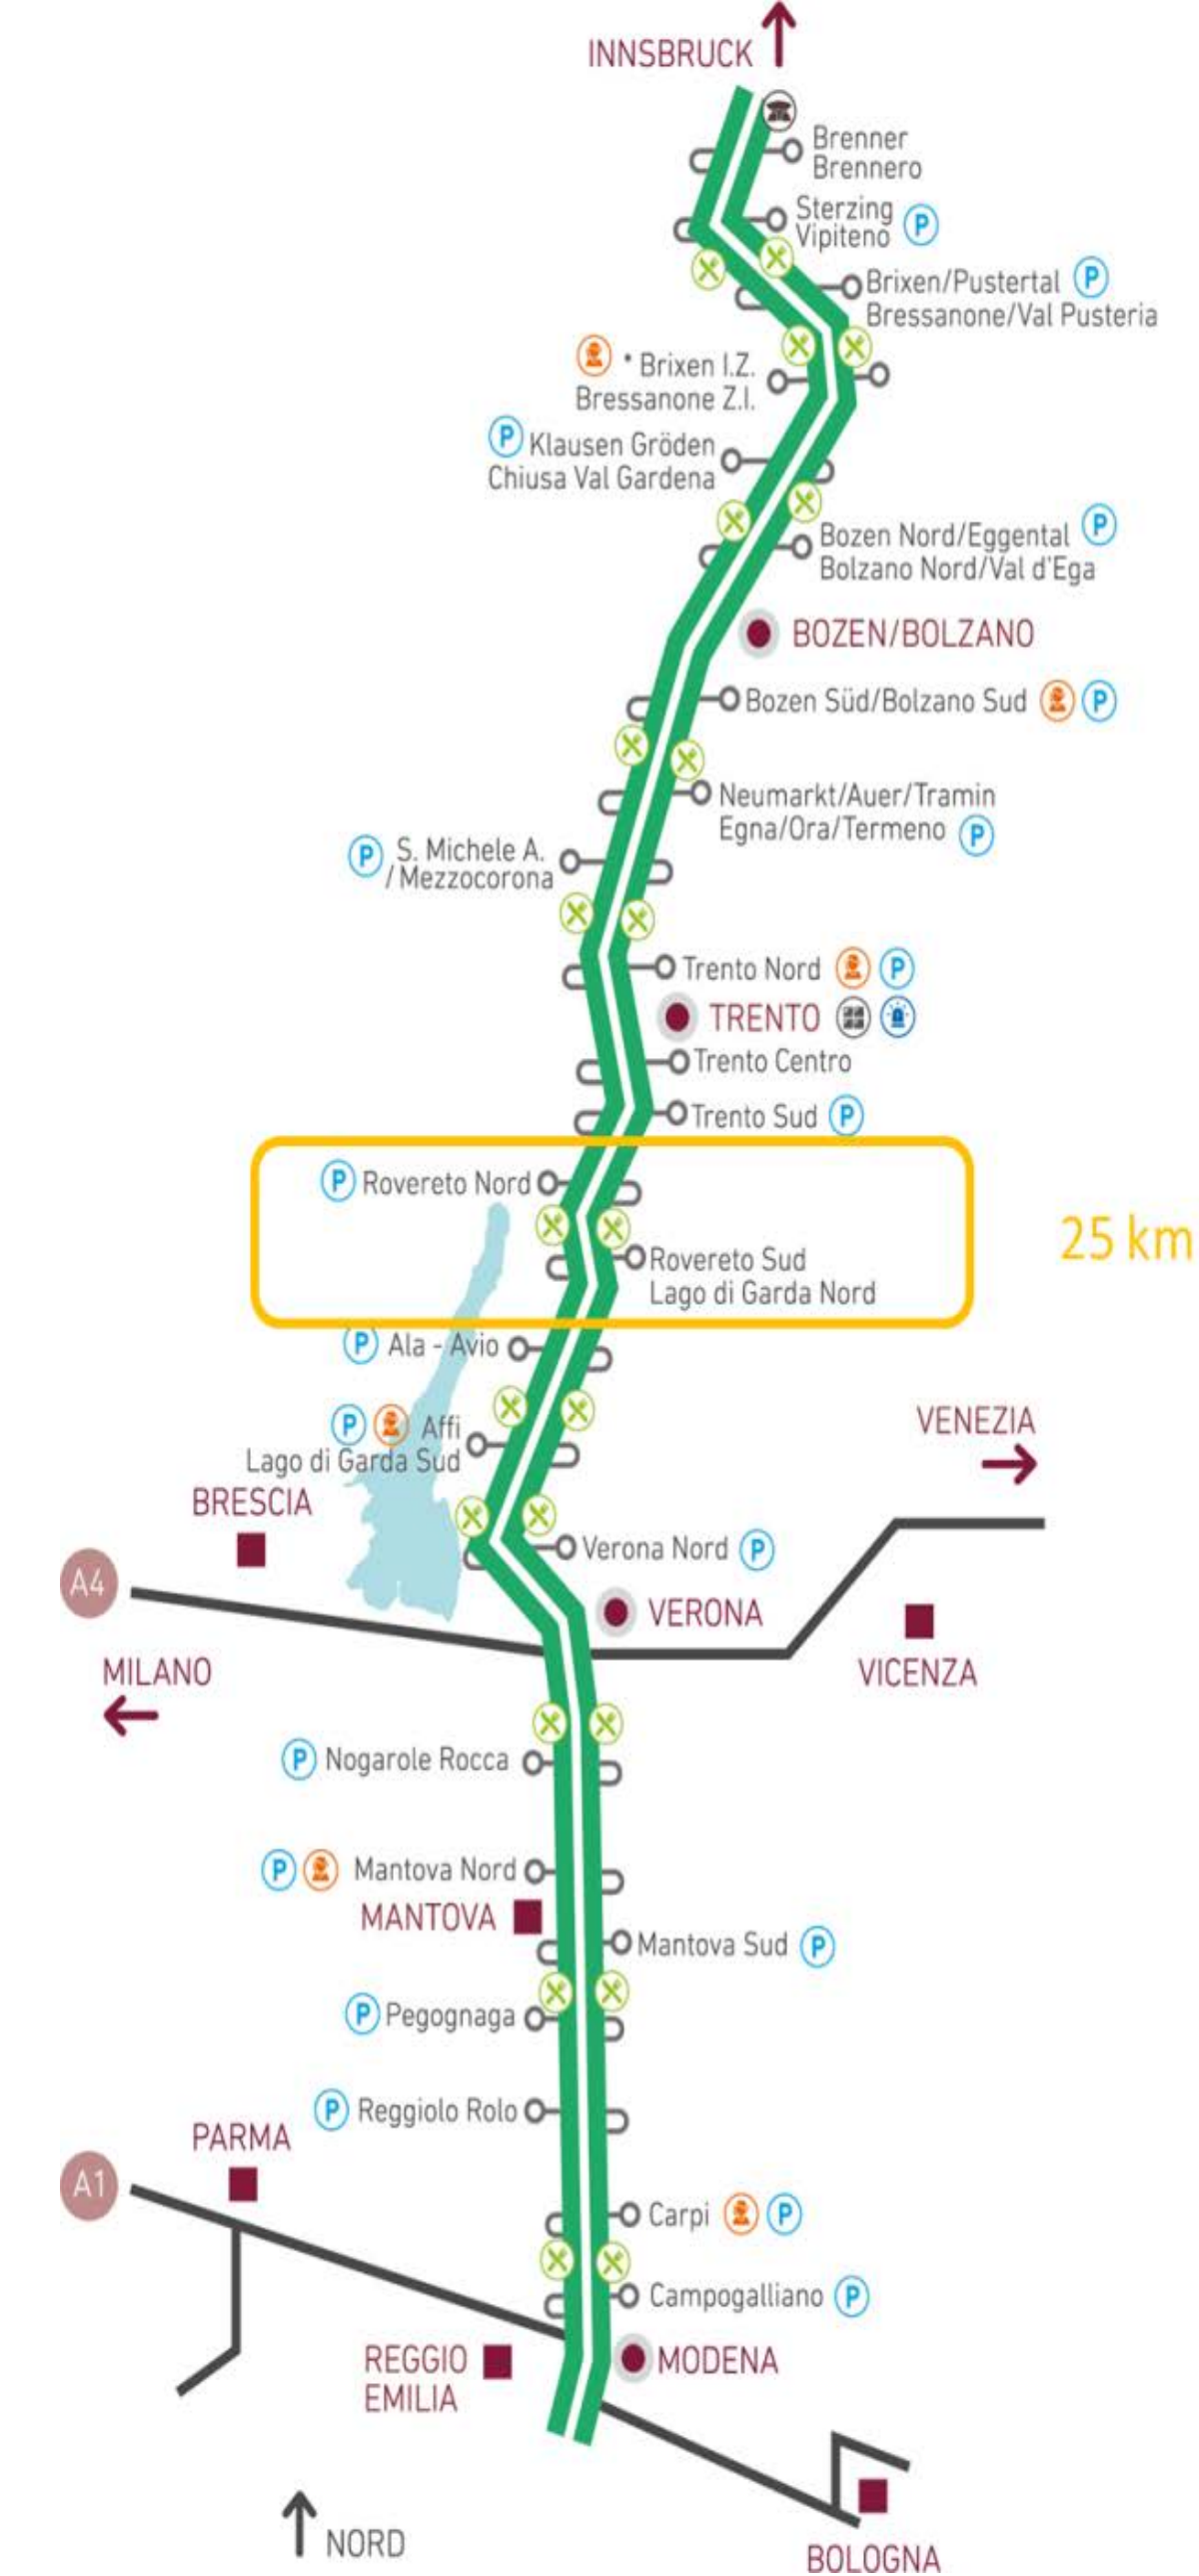 INNSBRUCK
Brenner
Brennero
Sterzing
Vipiteno
P
Brixen/Pustertal
P
Bressanone/Val Pusteria
* Brixen I.Z.
Bressanone Z.I.
P
Klausen Gröden
Chiusa Val Gardena
Bozen Nord/Eggental
P
Bolzano Nord/Val d'Ega
BOZEN/BOLZANO
Bozen Süd/Bolzano Sud
P
Neumarkt/Auer/Tramin
Egna/Ora/Termeno
P
P
S. Michele A.
/Mezzocorona
Trento Nord
P
TRENTO
Trento Centro
Trento Sud
P
P
Rovereto Nord
25 km
Rovereto Sud
Lago di Garda Nord
P
Ala - Avio
P
Affi
Lago di Garda Sud
VENEZIA
BRESCIA
Verona Nord
P
A4
VERONA
MILANO
VICENZA
P
Nogarole Rocca
P
Mantova Nord
MANTOVA
Mantova Sud
P
P
Pegognaga
P
Reggiolo Rolo
PARMA
A1
Carpi
P
Campogalliano
P
REGGIO
EMILIA
MODENA
NORD
BOLOGNA